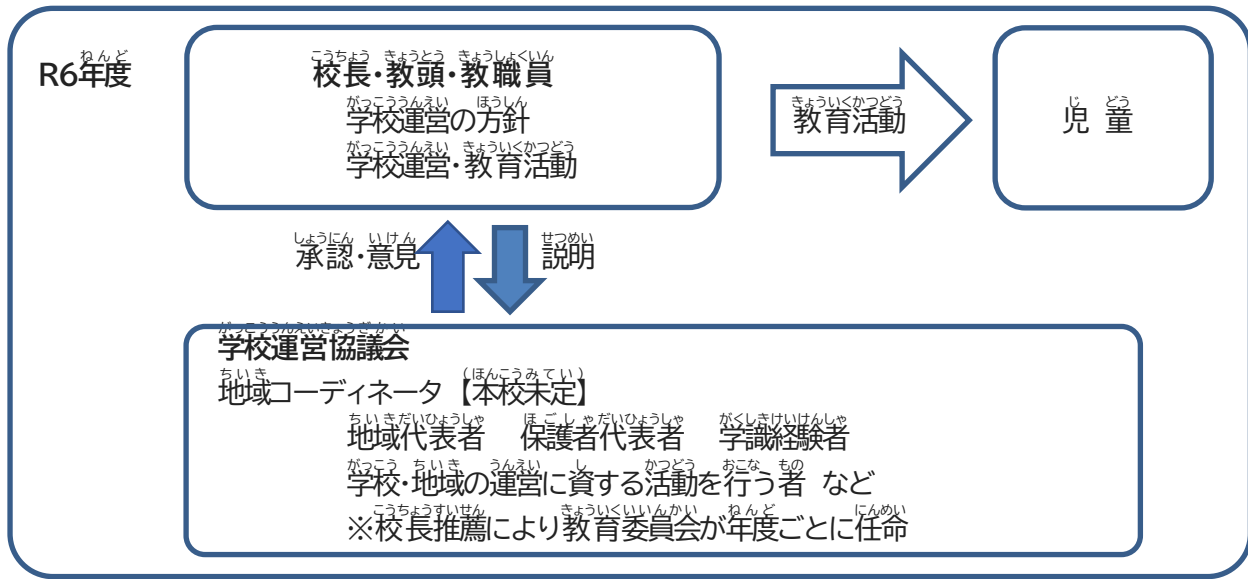 R6年度
校長・教頭・教職員
学校運営の方針
学校運営・教育活動
教育活動
児 童
承認・意見
説明
学校運営協議会
地域コーディネータ【本校未定】
地域代表者 保護者代表者 学識経験者
学校・地域の運営に資する活動を行う者 など
※校長推薦により教育委員会が年度ごとに任命